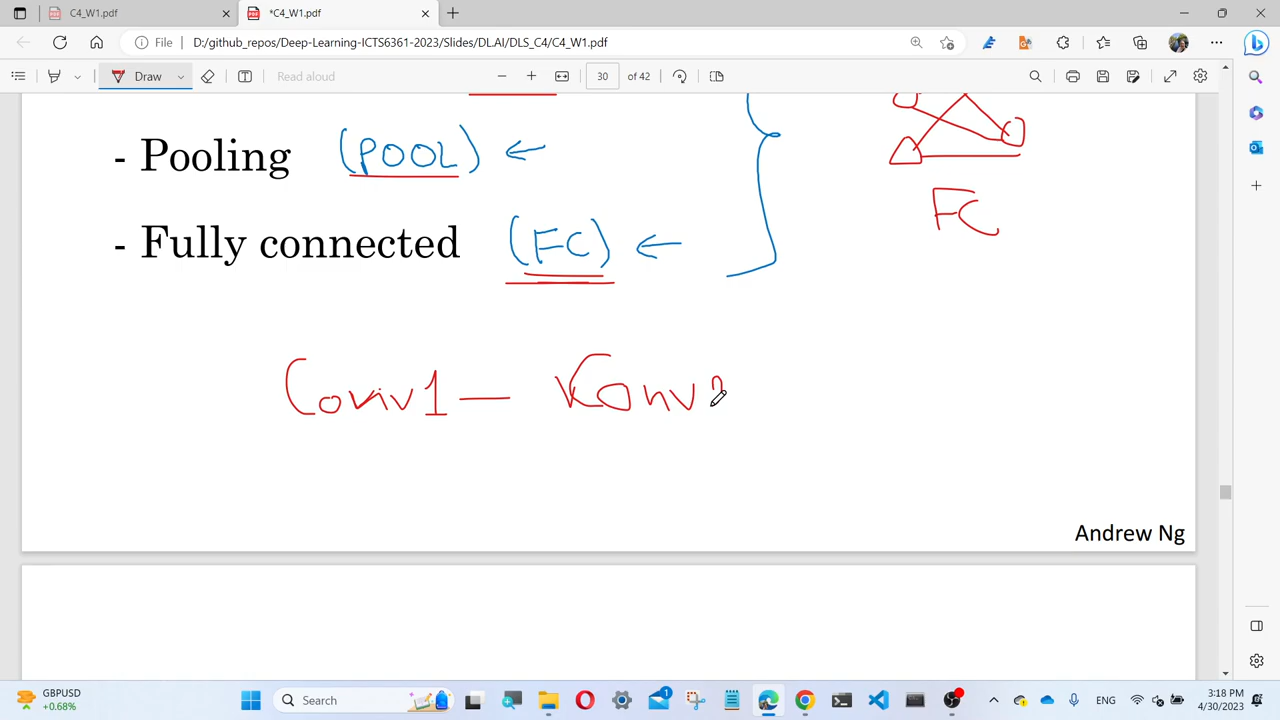 C4_W1.pdf
*C4_W1.pdf
File D:/github_repos/Deep-Learning-ICTS6361-2023/Slides/DL.AI/DLS_C4/C4_W1.pdf
Draw Read aloud 30 of 42
- Pooling (POOL) ←
FC
- Fully connected (FC) ←
Conv1 — Conv2
Andrew Ng
GBPUSD
+0.68%
Search
1
ENG
3:18 PM
4/30/2023